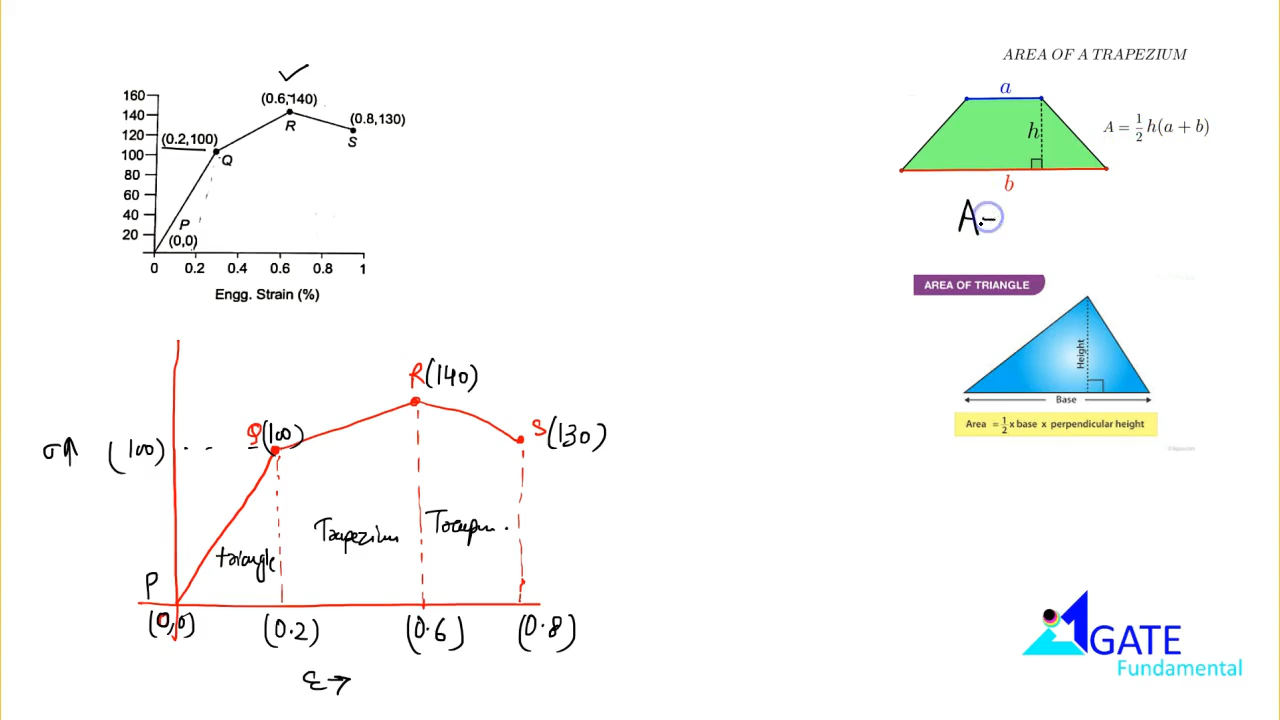 AREA OF A TRAPEZIUM
a
h
A = 1/2 h(a + b)
b
A =
160
140
120
100
80
60
40
20
(0.6,140)
R
(0.8,130)
S
(0.2,100)
Q
P
(0,0)
0 0.2 0.4 0.6 0.8 1
Engg. Strain (%)
AREA OF TRIANGLE
Height
Base
Area = 1/2 x base x perpendicular height
R(140)
S(130)
Q(100)
σ↑ (100)
Trapezium
triangle
P
(0,0) (0.2) (0.6) (0.8)
ε→
GATE
Fundamental